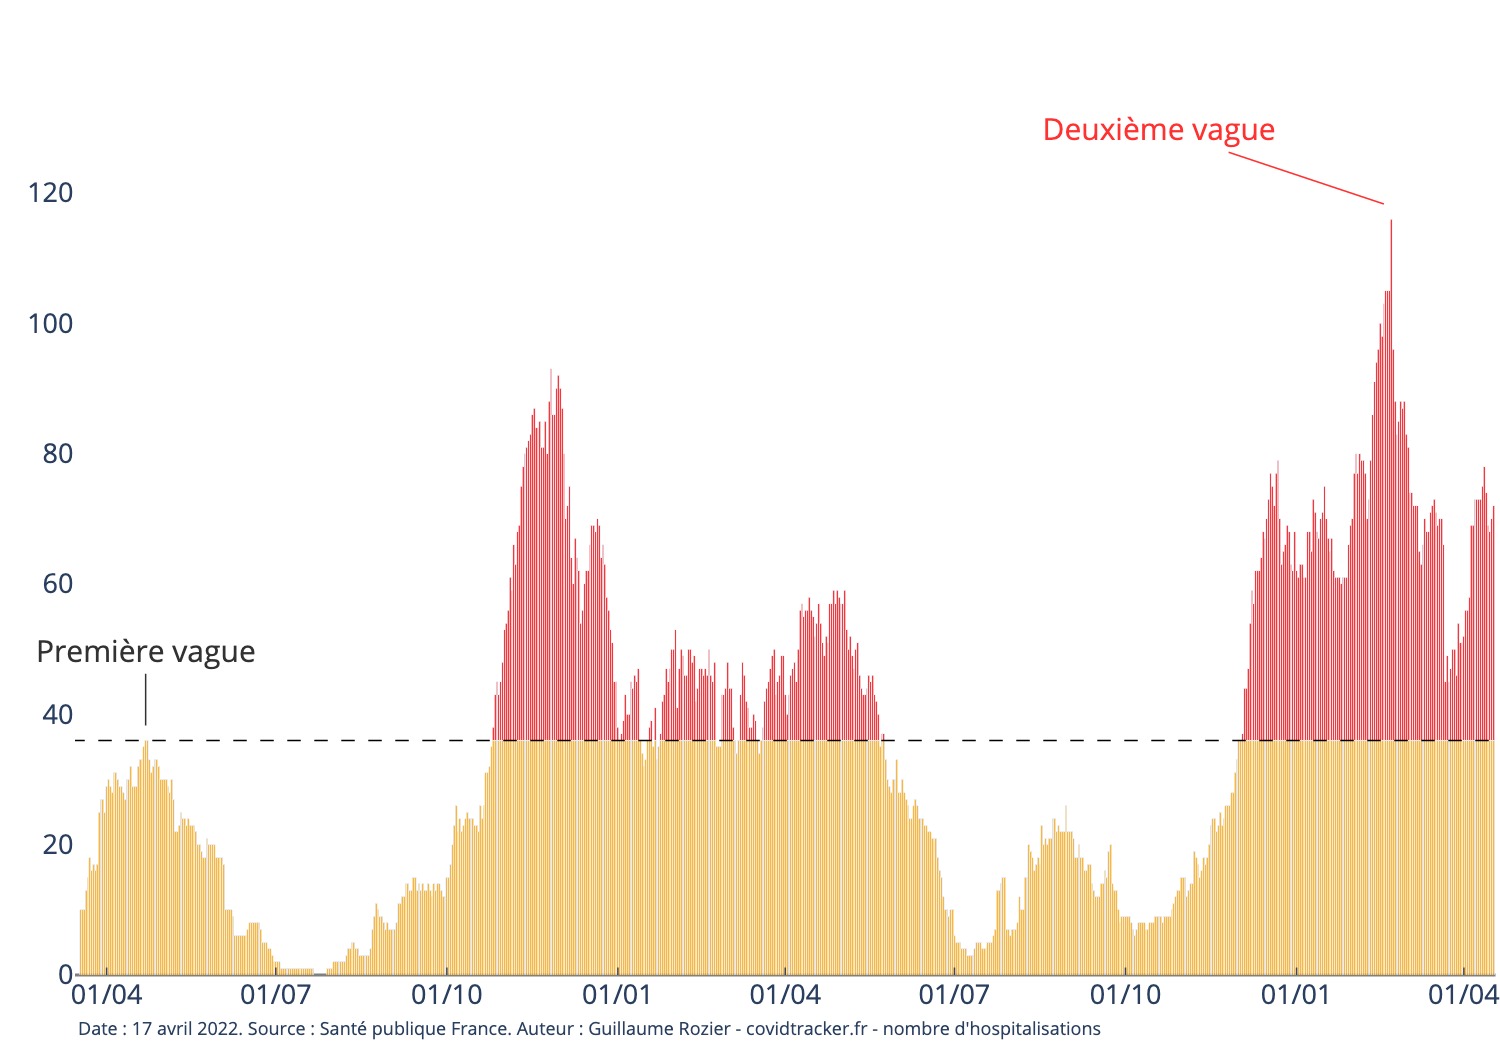 Deuxième vague
120
100
80
60
Première vague
40
20
0
01/04 01/07 01/10 01/01 01/04 01/07 01/10 01/01 01/04
Date : 17 avril 2022. Source : Santé publique France. Auteur : Guillaume Rozier - covidtracker.fr - nombre d'hospitalisations